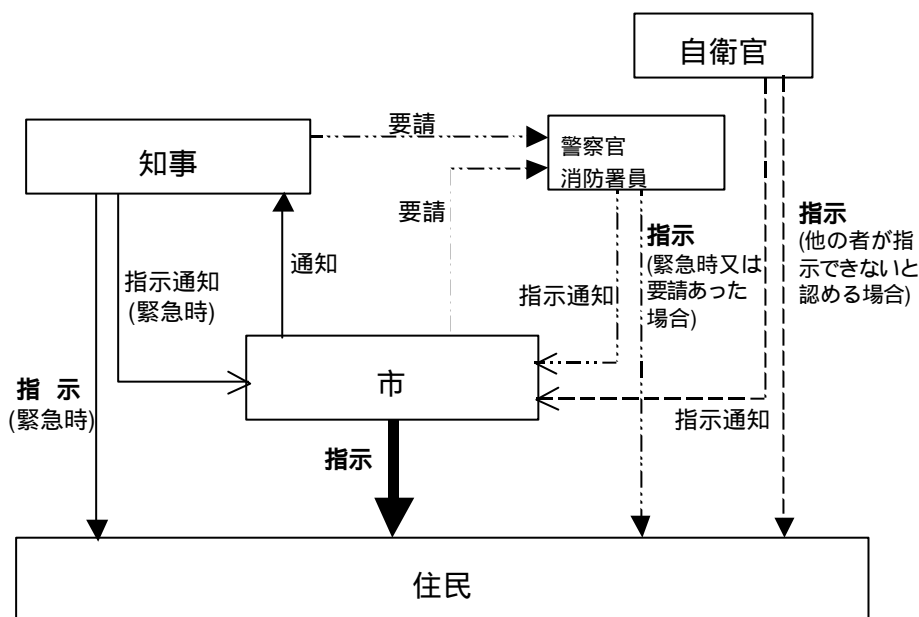 自衛官
要請
知事
警察官
消防署員
要請
指示
(緊急時又は
要請あった
場合)
指示
(他の者が指
示できないと
認める場合)
通知
指示通知
(緊急時)
指示通知
市
指 示
(緊急時)
指示通知
指示
住民